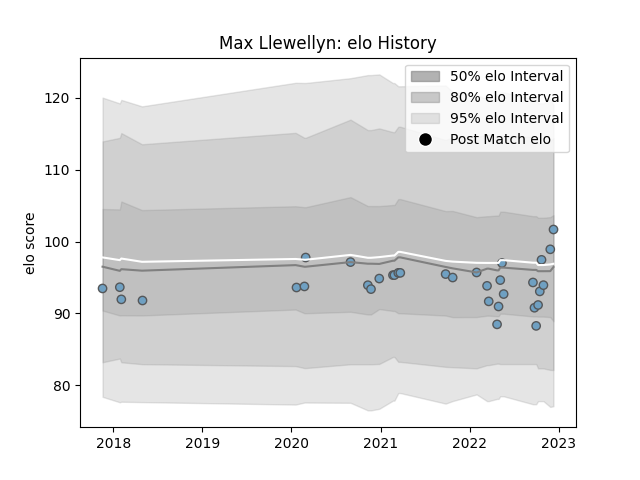 Max Llewellyn: elo History
50% elo Interval
80% elo Interval
95% elo Interval
Post Match elo
elo score
120
110
100
90
80
2018 2019 2020 2021 2022 2023